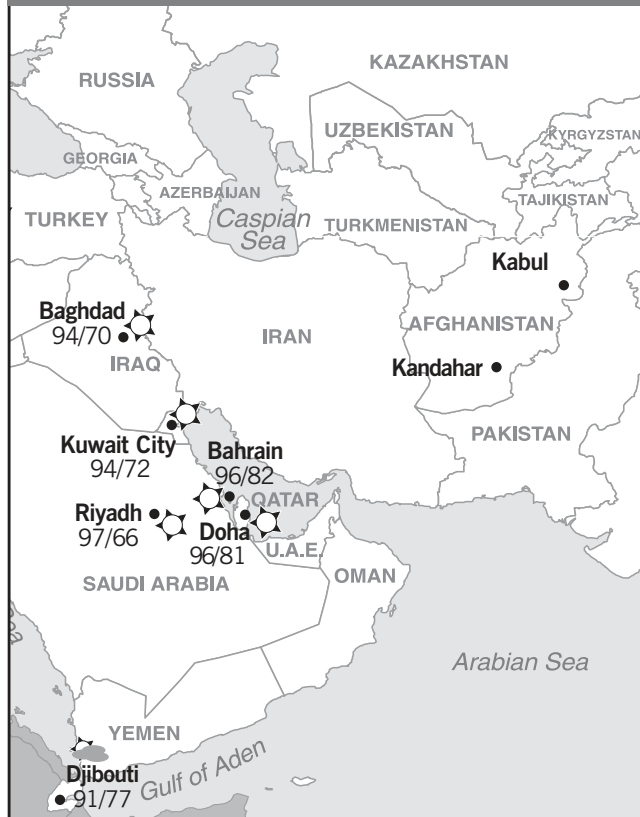 KAZAKHSTAN
RUSSIA
UZBEKISTAN
KYRGYZSTAN
GEORGIA
AZERBAIJAN
TAJIKISTAN
TURKEY
Caspian
Sea
TURKMENISTAN
Kabul
Baghdad
94/70
IRAQ
IRAN
AFGHANISTAN
Kandahar
Kuwait City
94/72
Bahrain
96/82
PAKISTAN
QATAR
Riyadh
97/66
Doha
96/81
U.A.E.
SAUDI ARABIA
OMAN
Arabian Sea
YEMEN
Gulf of Aden
Djibouti
91/77